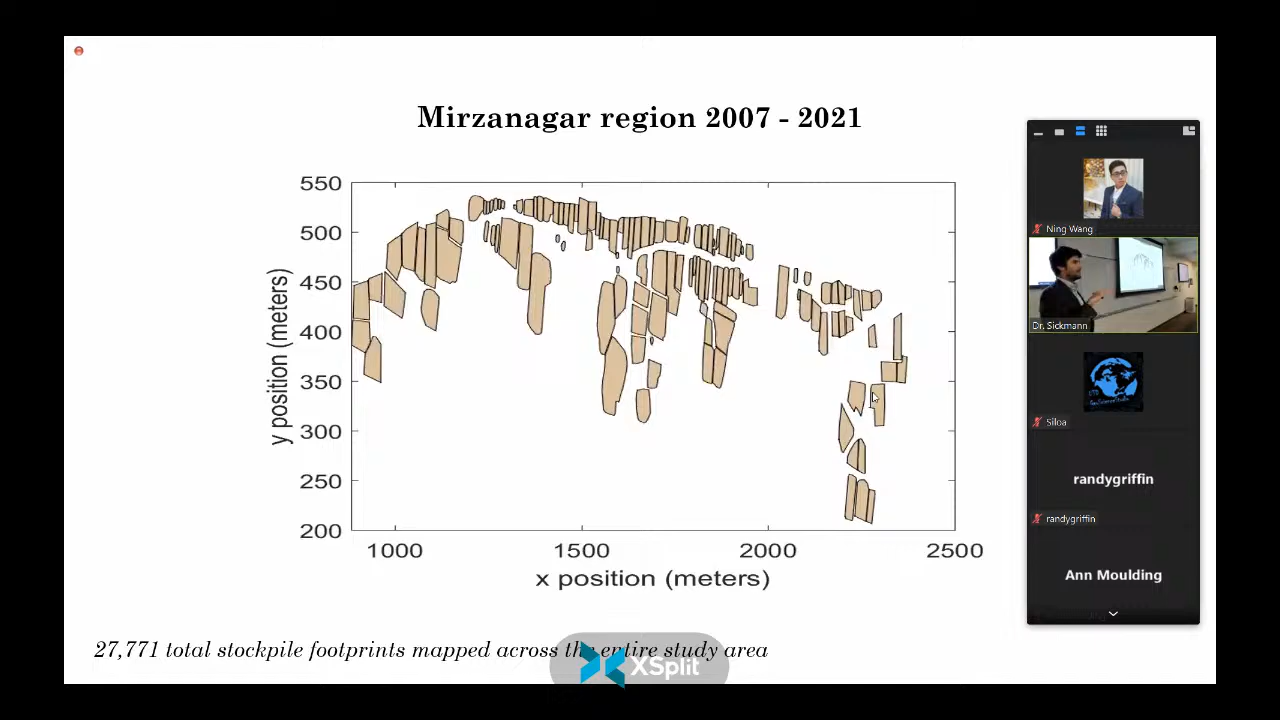 Mirzanagar region 2007 - 2021
550
500
450
400
350
300
250
200
y position (meters)
1000
1500
2000
2500
x position (meters)
27,771 total stockpile footprints mapped across the entire study area
XSplit
Ning Wang
Dr. Sickmann
Siloa
randygriffin
randygriffin
Ann Moulding